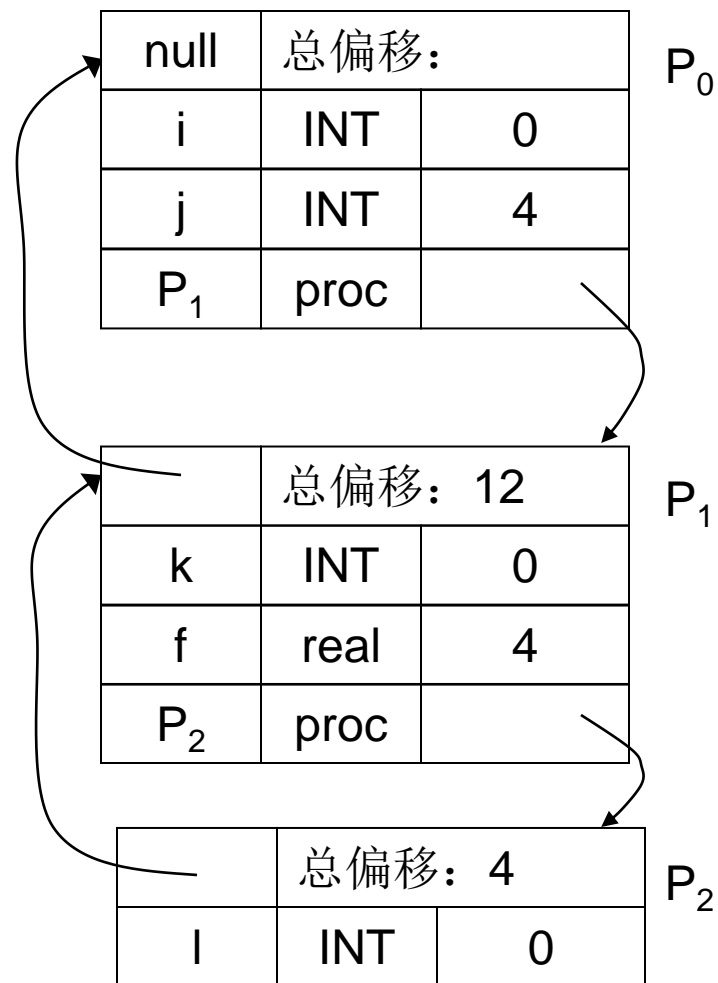 null 总偏移： P₀
i INT 0
j INT 4
P₁ proc
总偏移：12 P₁
k INT 0
f real 4
P₂ proc
总偏移：4 P₂
l INT 0